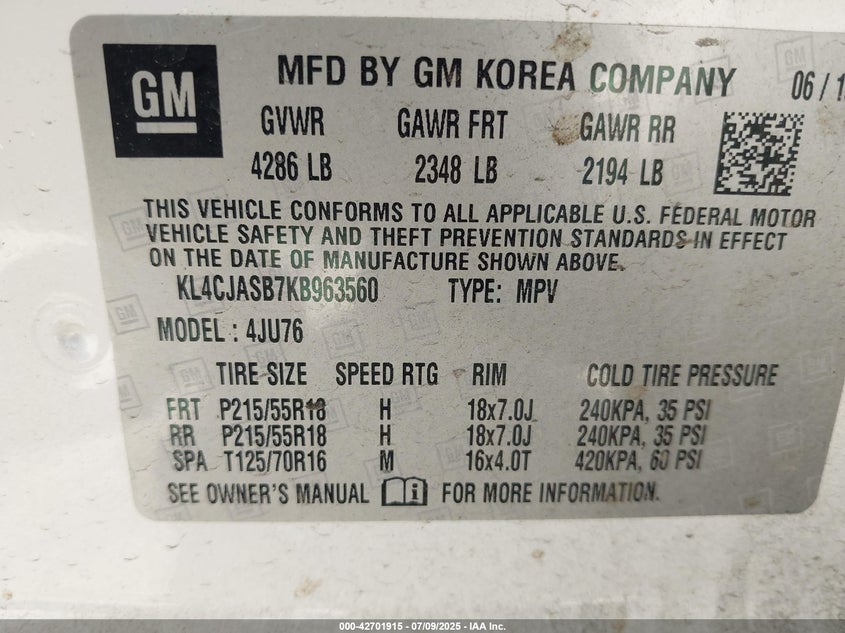 GM
MFD BY GM KOREA COMPANY 06/1
GVWR GAWR FRT GAWR RR
4286 LB 2348 LB 2194 LB
THIS VEHICLE CONFORMS TO ALL APPLICABLE U.S. FEDERAL MOTOR
VEHICLE SAFETY AND THEFT PREVENTION STANDARDS IN EFFECT
ON THE DATE OF MANUFACTURE SHOWN ABOVE.
KL4CJASB7KB963560 TYPE: MPV
MODEL : 4JU76
TIRE SIZE SPEED RTG RIM COLD TIRE PRESSURE
FRT P215/55R18 H 18x7.0J 240KPA, 35 PSI
RR P215/55R18 H 18x7.0J 240KPA, 35 PSI
SPA T125/70R16 M 16x4.0T 420KPA, 60 PSI
SEE OWNER'S MANUAL FOR MORE INFORMATION.
000-42701915 | 07/09/2025 | IAA Inc.